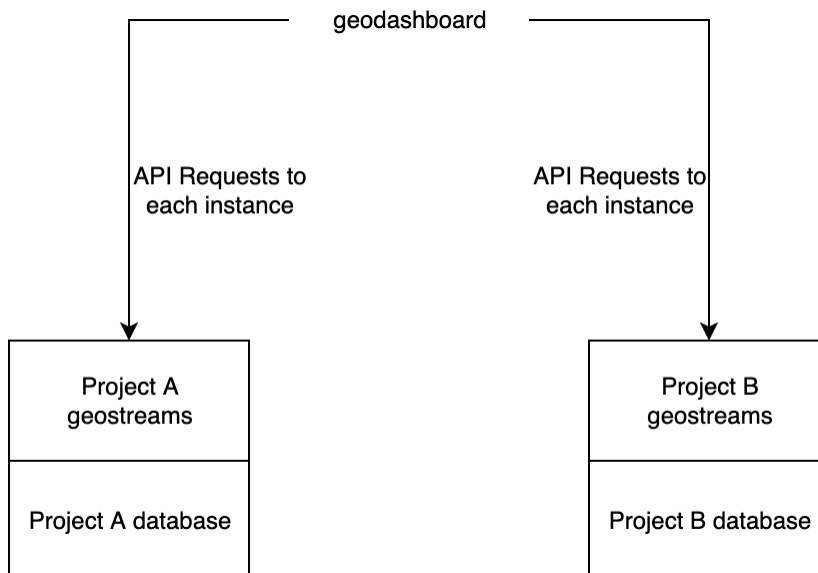 geodashboard
API Requests to
each instance
API Requests to
each instance
Project A
geostreams
Project B
geostreams
Project A database
Project B database